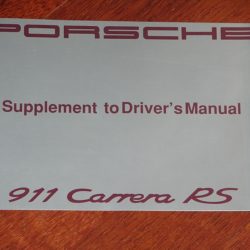 PORSCHE
Supplement to Driver's Manual
911 Carrera RS